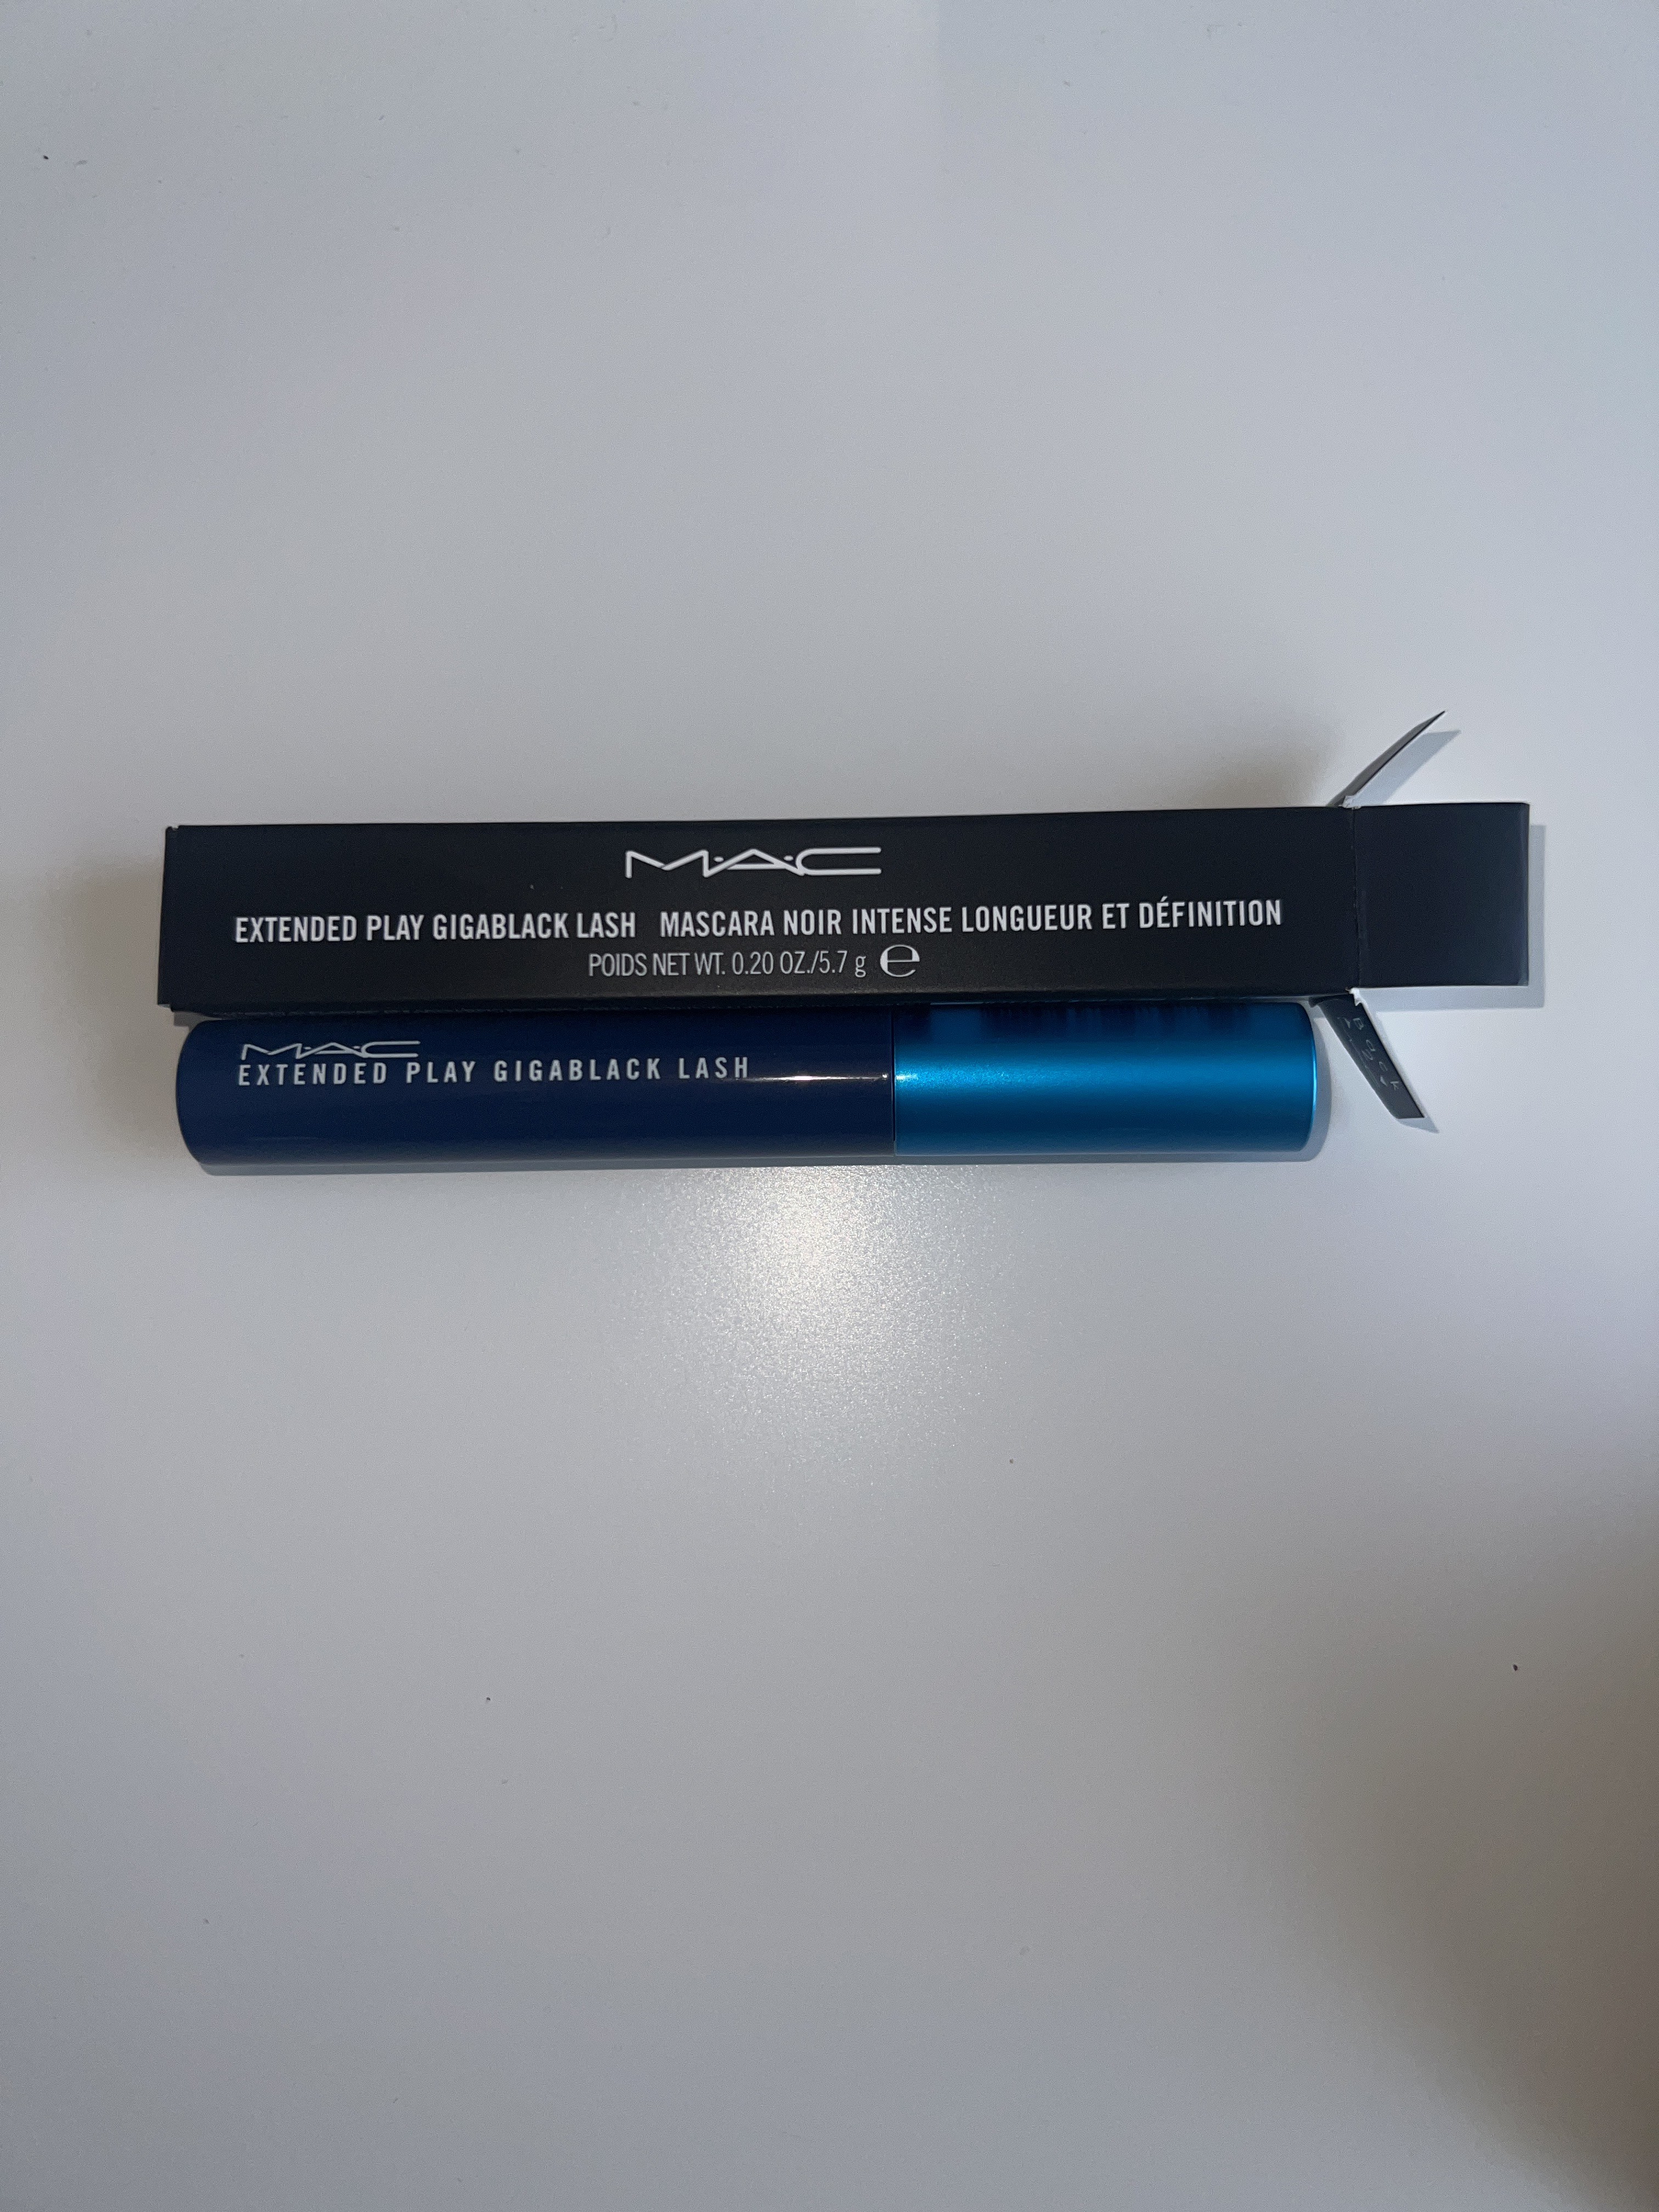 M·A·C
EXTENDED PLAY GIGABLACK LASH MASCARA NOIR INTENSE LONGUEUR ET DÉFINITION
POIDS NET WT. 0.20 OZ./5.7 g ℮
M·A·C
EXTENDED PLAY GIGABLACK LASH